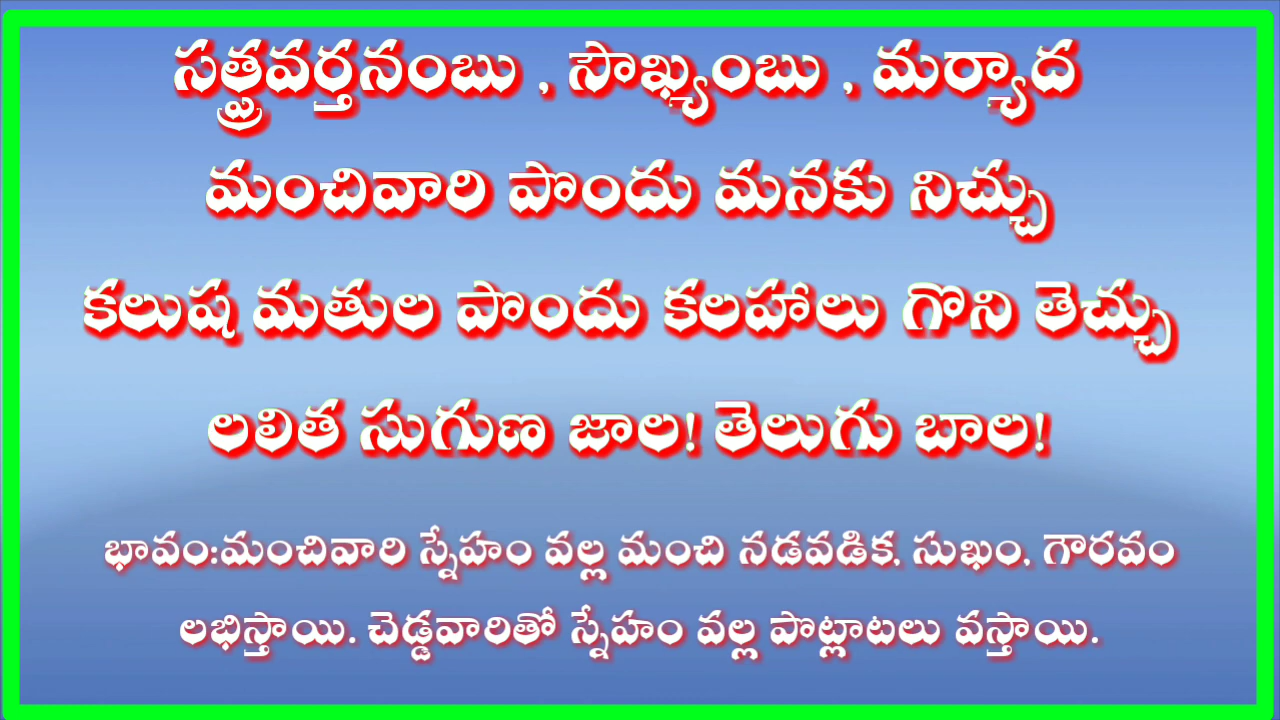 సత్ప్రవర్తనంబు , సౌఖ్యంబు , మర్యాద
మంచివారి పొందు మనకు నిచ్చు
కలుష మతుల పొందు కలహాలు గొని తెచ్చు
లలిత సుగుణ జాల! తెలుగు బాల!
భావం:మంచివారి స్నేహం వల్ల మంచి నడవడిక, సుఖం, గౌరవం
లభిస్తాయి. చెడ్డవారితో స్నేహం వల్ల పొట్లాటలు వస్తాయి.